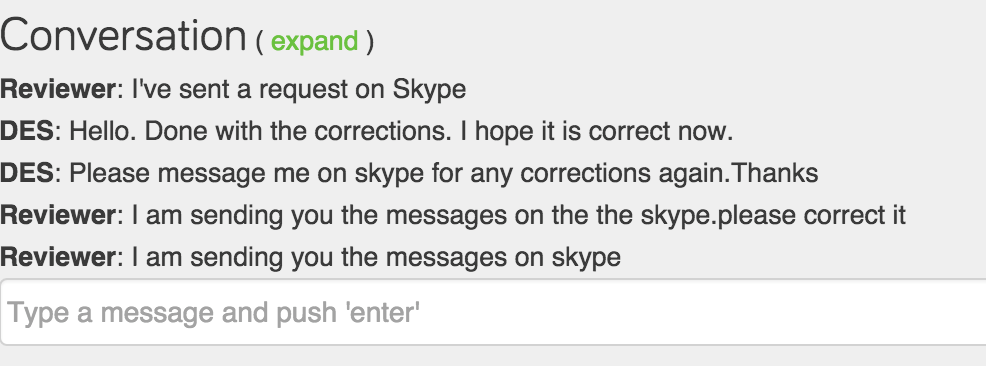 Conversation ( expand )
Reviewer: I've sent a request on Skype
DES: Hello. Done with the corrections. I hope it is correct now.
DES: Please message me on skype for any corrections again.Thanks
Reviewer: I am sending you the messages on the the skype.please correct it
Reviewer: I am sending you the messages on skype
Type a message and push 'enter'